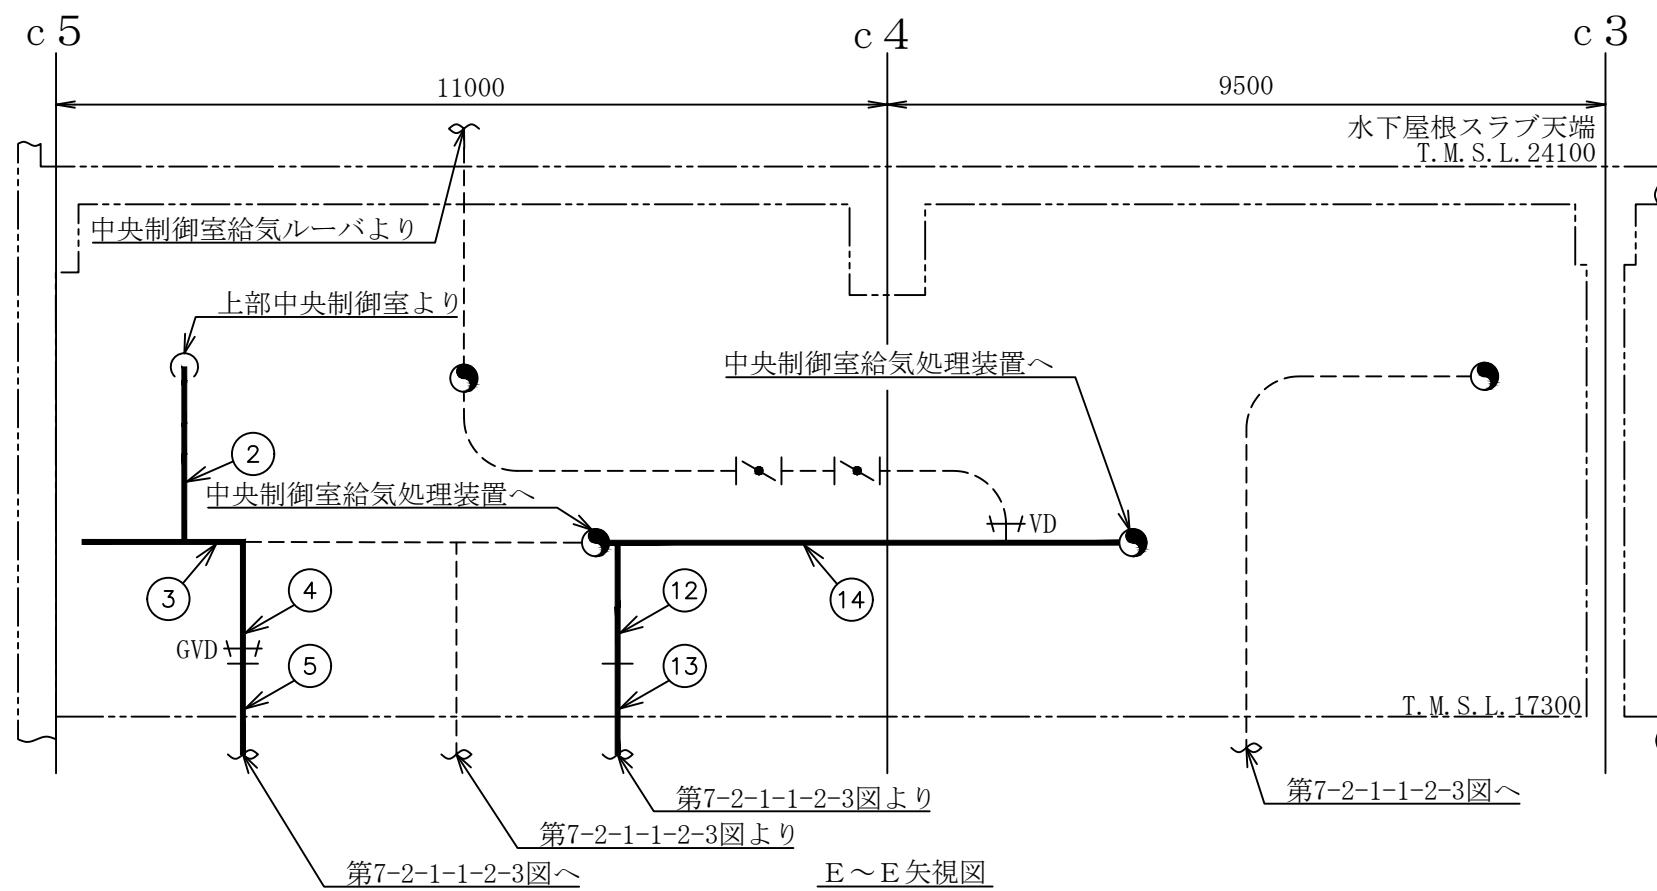 c5
c4
c3
11000
9500
水下屋根スラブ天端
T.M.S.L.24100
中央制御室給気ルーバより
上部中央制御室より
中央制御室給気処理装置へ
2
中央制御室給気処理装置へ
VD
3
4
12
14
GVD
5
13
T.M.S.L.17300
第7-2-1-1-2-3図より
第7-2-1-1-2-3図へ
第7-2-1-1-2-3図より
第7-2-1-1-2-3図へ
E～E矢視図